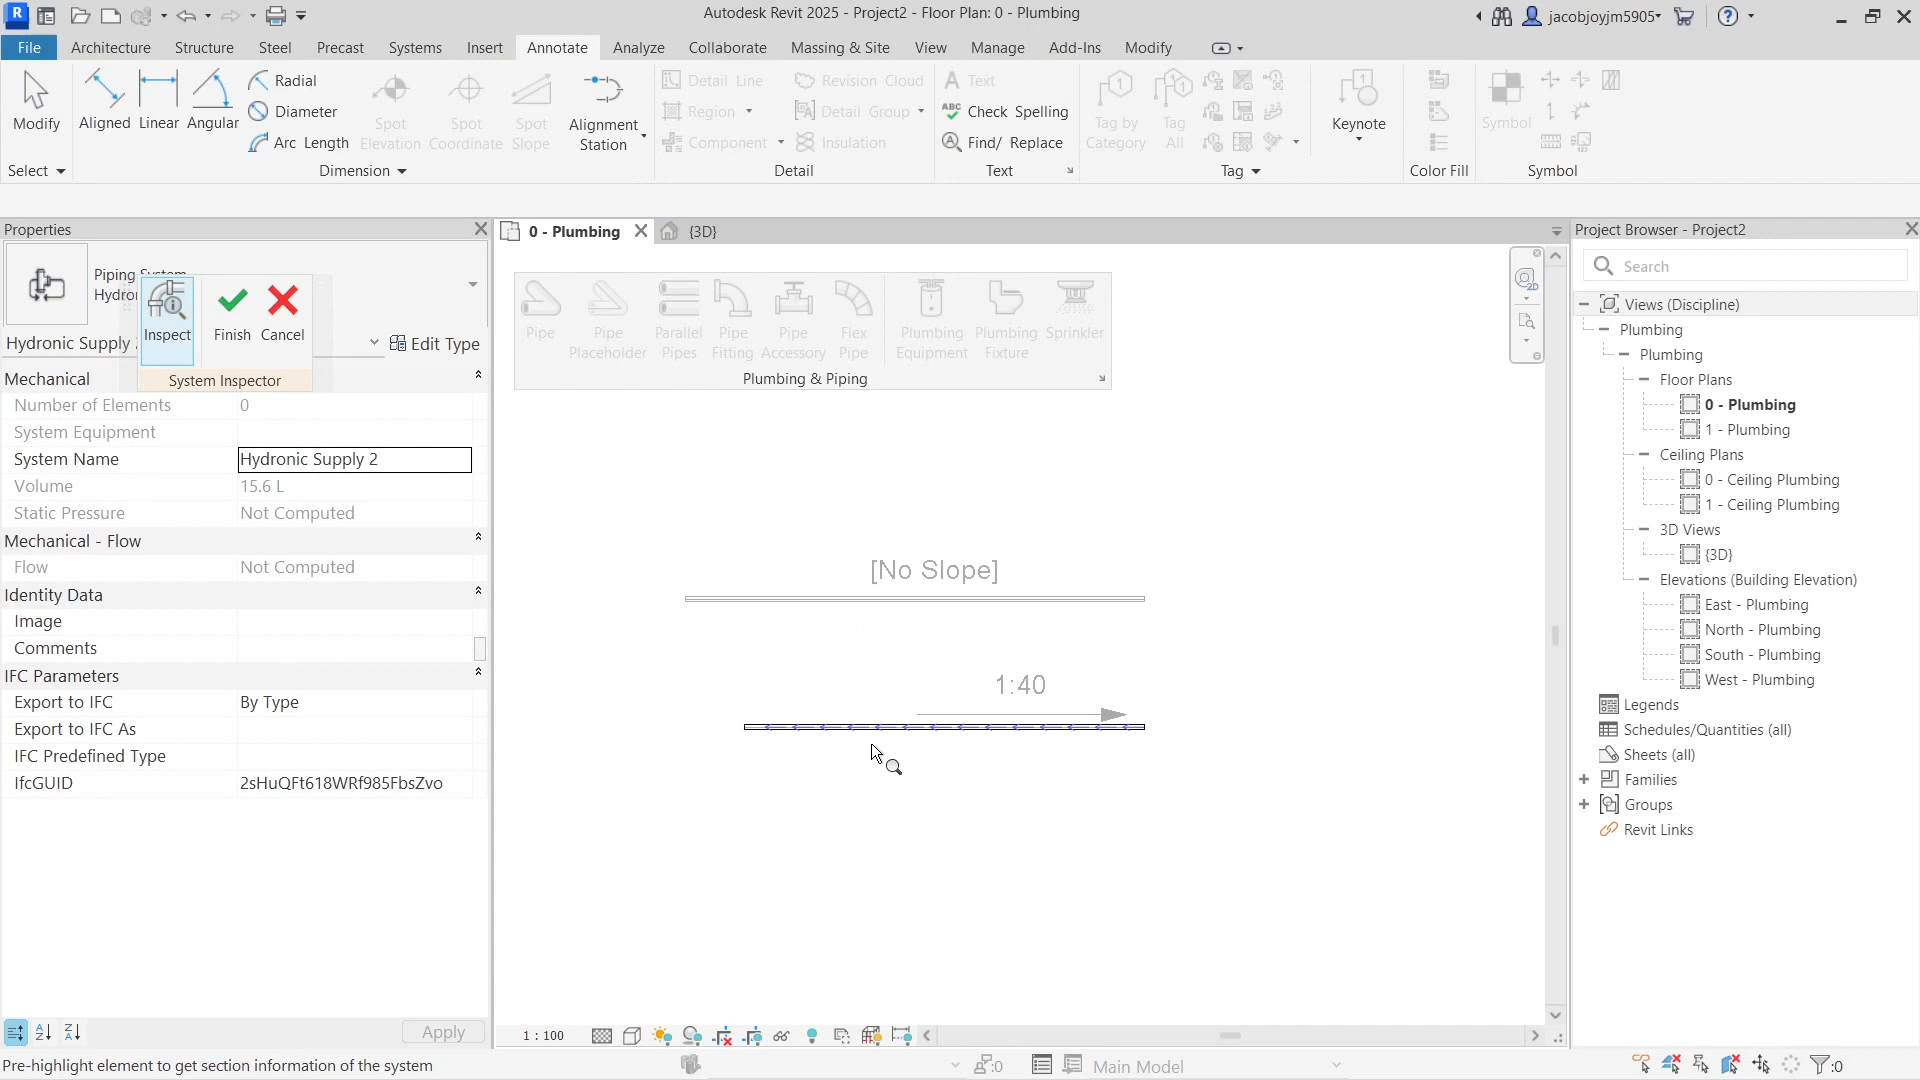 R
Autodesk Revit 2025 - Project2 - Floor Plan: 0 - Plumbing
jacobjoyjm5905
File
Architecture
Structure
Steel
Precast
Systems
Insert
Annotate
Analyze
Collaborate
Massing & Site
View
Manage
Add-Ins
Modify
Modify
Select
Aligned
Linear
Angular
Radial
Diameter
Arc Length
Spot
Elevation
Spot
Coordinate
Spot
Slope
Alignment
Station
Dimension
Detail Line
Region
Component
Revision Cloud
Detail Group
Insulation
Detail
A Text
ABC Check Spelling
Find/ Replace
Text
Tag by
Category
Tag
All
Tag
Keynote
Color Fill
Symbol
Symbol
Properties
Piping System
Hydronic Supply
Edit Type
Inspect
Finish
Cancel
System Inspector
Mechanical
Number of Elements 0
System Equipment
System Name Hydronic Supply 2
Volume 15.6 L
Static Pressure Not Computed
Mechanical - Flow
Flow Not Computed
Identity Data
Image
Comments
IFC Parameters
Export to IFC By Type
Export to IFC As
IFC Predefined Type
IfcGUID 2sHuQFt618WRf985FbsZvo
Apply
0 - Plumbing
{3D}
Pipe
Pipe
Placeholder
Parallel
Pipes
Pipe
Fitting
Pipe
Accessory
Flex
Pipe
Plumbing
Equipment
Plumbing
Fixture
Sprinkler
Plumbing & Piping
2D
[No Slope]
1:40
1 : 100
Project Browser - Project2
Search
Views (Discipline)
Plumbing
Plumbing
Floor Plans
0 - Plumbing
1 - Plumbing
Ceiling Plans
0 - Ceiling Plumbing
1 - Ceiling Plumbing
3D Views
{3D}
Elevations (Building Elevation)
East - Plumbing
North - Plumbing
South - Plumbing
West - Plumbing
Legends
Schedules/Quantities (all)
Sheets (all)
Families
Groups
Revit Links
Pre-highlight element to get section information of the system
:0
Main Model
:0